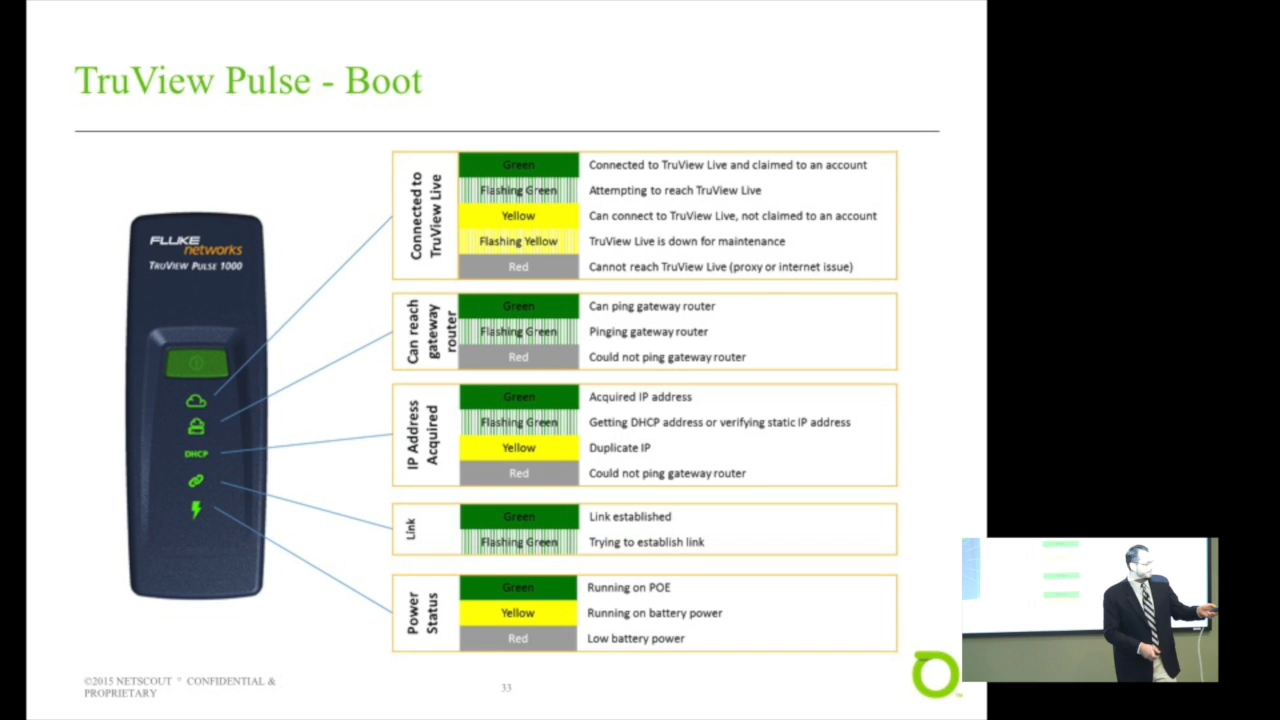 TruView Pulse - Boot
FLUKE
networks
TRUVIEW PULSE 1000
DHCP
Connected to
TruView Live
Green
Connected to TruView Live and claimed to an account
Flashing Green
Attempting to reach TruView Live
Yellow
Can connect to TruView Live, not claimed to an account
Flashing Yellow
TruView Live is down for maintenance
Red
Cannot reach TruView Live (proxy or internet issue)
Can reach
gateway
router
Green
Can ping gateway router
Flashing Green
Pinging gateway router
Red
Could not ping gateway router
IP Address
Acquired
Green
Acquired IP address
Flashing Green
Getting DHCP address or verifying static IP address
Yellow
Duplicate IP
Red
Could not ping gateway router
Link
Green
Link established
Flashing Green
Trying to establish link
Power
Status
Green
Running on POE
Yellow
Running on battery power
Red
Low battery power
©2015 NETSCOUT ° CONFIDENTIAL &
PROPRIETARY
33